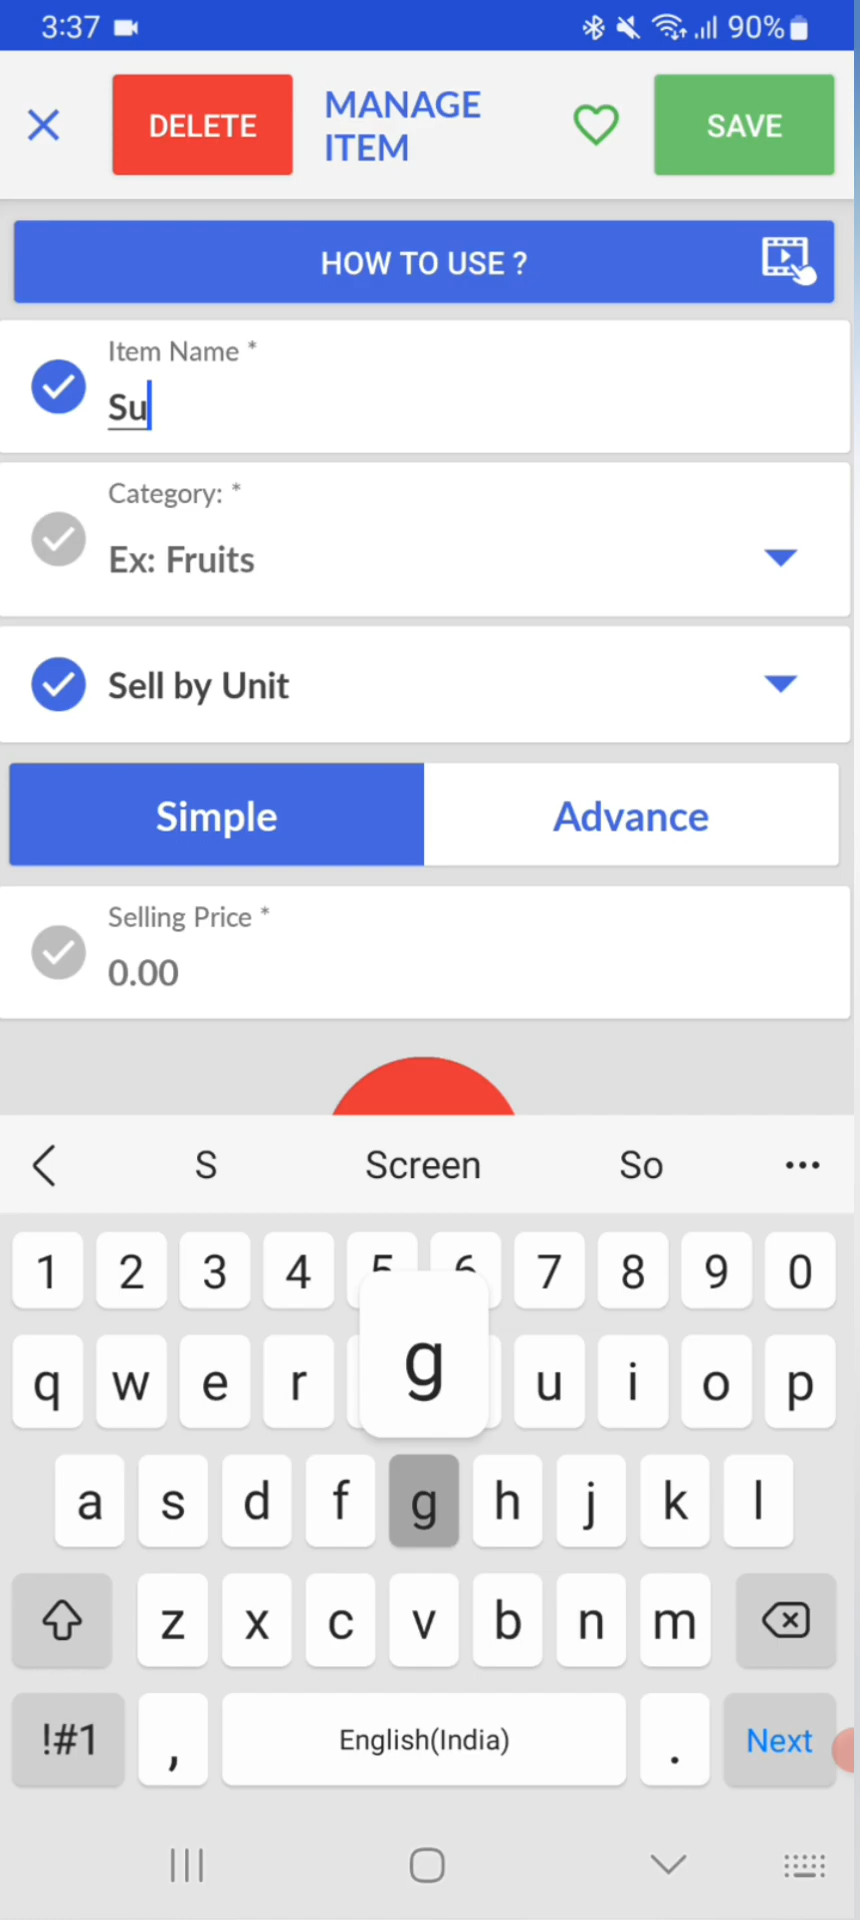 3:37 90%
DELETE MANAGE ITEM SAVE
HOW TO USE ?
Item Name *
Su
Category: *
Ex: Fruits
Sell by Unit
Simple Advance
Selling Price *
0.00
S Screen So ...
1 2 3 4 5 6 7 8 9 0
g
q w e r u i o p
a s d f g h j k l
z x c v b n m
!#1 , English(India) . Next